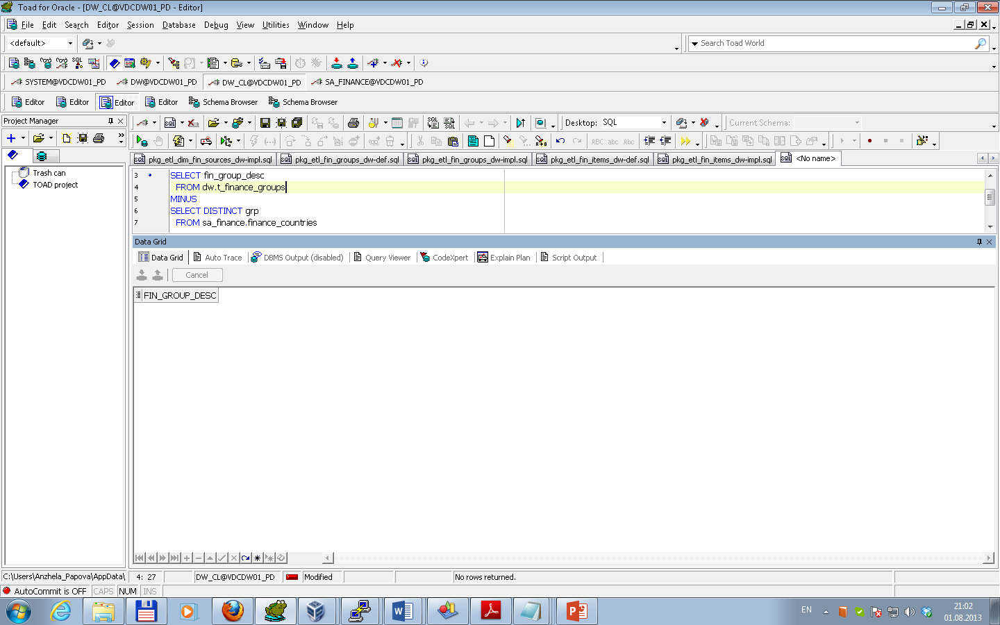 Toad for Oracle - [DW_CL@VDCDW01_PD - Editor]
File Edit Search Editor Session Database Debug View Utilities Window Help
<default>
Search Toad World
SQL
SYSTEM@VDCDW01_PD DW@VDCDW01_PD DW_CL@VDCDW01_PD SA_FINANCE@VDCDW01_PD
Editor Editor Editor Editor Schema Browser Schema Browser
Project Manager
SQL Desktop: SQL Current Schema:
ABC abc Abc
pkg_etl_dim_fin_sources_dw-impl.sql pkg_etl_fin_groups_dw-def.sql pkg_etl_fin_groups_dw-impl.sql pkg_etl_fin_items_dw-def.sql pkg_etl_fin_items_dw-impl.sql <No name>
Trash can
TOAD project
3 SELECT fin_group_desc
4 FROM dw.t_finance_groups
5 MINUS
6 SELECT DISTINCT grp
7 FROM sa_finance.finance_countries
Data Grid
Data Grid Auto Trace DBMS Output (disabled) Query Viewer CodeXpert Explain Plan Script Output
Cancel
FIN_GROUP_DESC
C:\Users\Anzhela_Papova\AppData\ 4: 27 DW_CL@VDCDW01_PD Modified No rows returned.
AutoCommit is OFF CAPS NUM INS
EN 21:02
01.08.2013